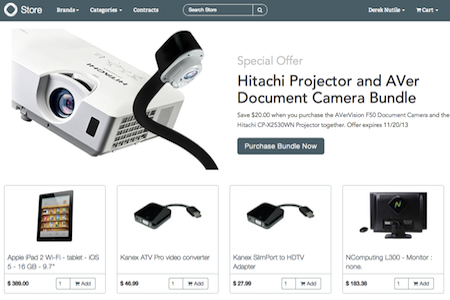 Store Brands Categories Contracts Search Store Derek Nutile Cart
Special Offer
Hitachi Projector and AVer
Document Camera Bundle
Save $20.00 when you purchase the AVerVision F50 Document Camera and the
Hitachi CP-X2530WN Projector together. Offer expires 11/20/13
Purchase Bundle Now
HITACHI
Apple iPad 2 Wi-Fi - tablet - iOS
5 - 16 GB - 9.7"
$ 389.00 1 Add
Kanex ATV Pro video converter
$ 46.99 1 Add
Kanex SlimPort to HDTV
Adapter
$ 27.99 1 Add
NComputing L300 - Monitor :
none.
$ 183.38 1 Add